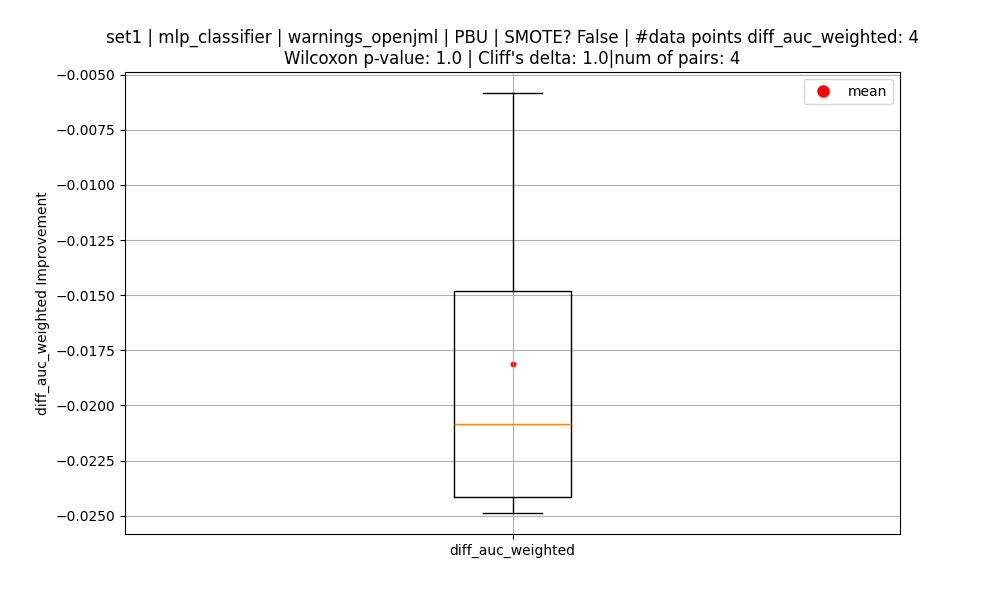 set1 | mlp_classifier | warnings_openjml | PBU | SMOTE? False | #data points diff_auc_weighted: 4
Wilcoxon p-value: 1.0 | Cliff's delta: 1.0|num of pairs: 4
mean
−0.0050
−0.0075
−0.0100
−0.0125
−0.0150
−0.0175
−0.0200
−0.0225
−0.0250
diff_auc_weighted Improvement
diff_auc_weighted